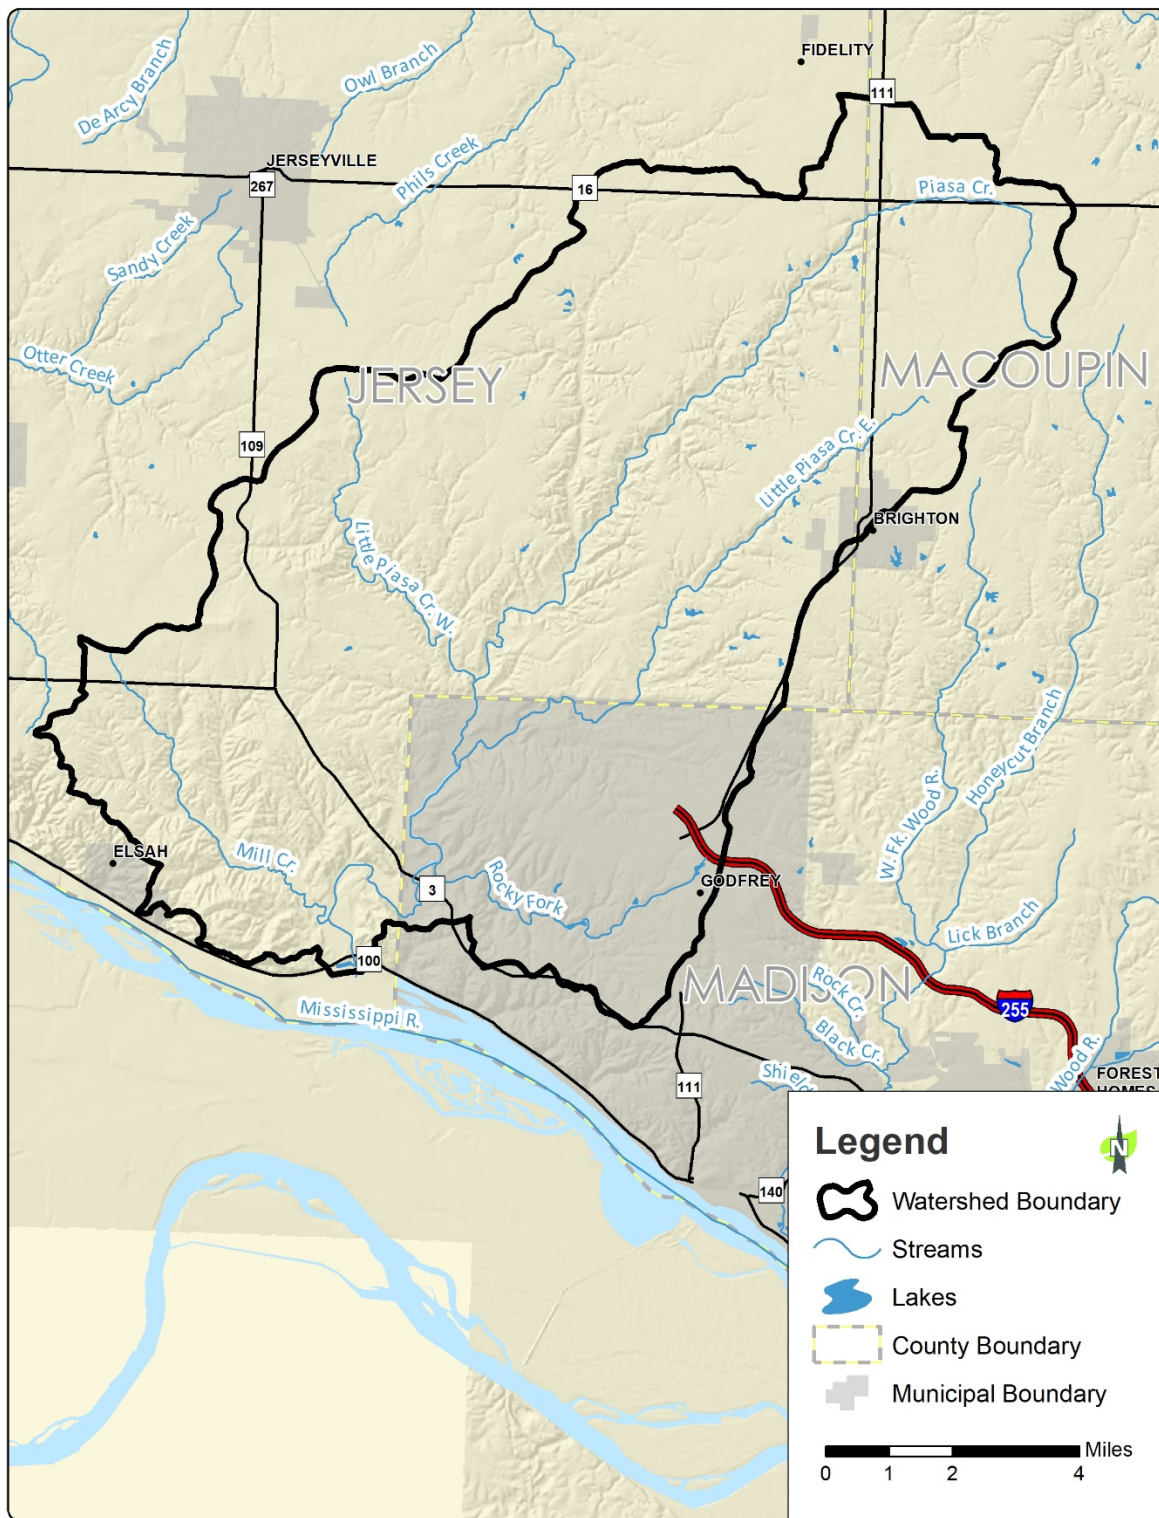 FIDELITY
De Arcy Branch
Owl Branch
111
JERSEYVILLE
267
Phils Creek
16
Piasa Cr.
Sandy Creek
Otter Creek
JERSEY
MACOUPIN
109
Little Piasa Cr. E.
BRIGHTON
Little Piasa Cr. W.
Honeycut Branch
W. Fk. Wood R.
ELSAH
Mill Cr.
3
Rocky Fork
GODFREY
Lick Branch
100
MADISON
Rock Cr.
255
Mississippi R.
Black Cr.
Wood R.
Shield
FOREST
HOMES
111
140
Legend
N
Watershed Boundary
Streams
Lakes
County Boundary
Municipal Boundary
Miles
0 1 2 4